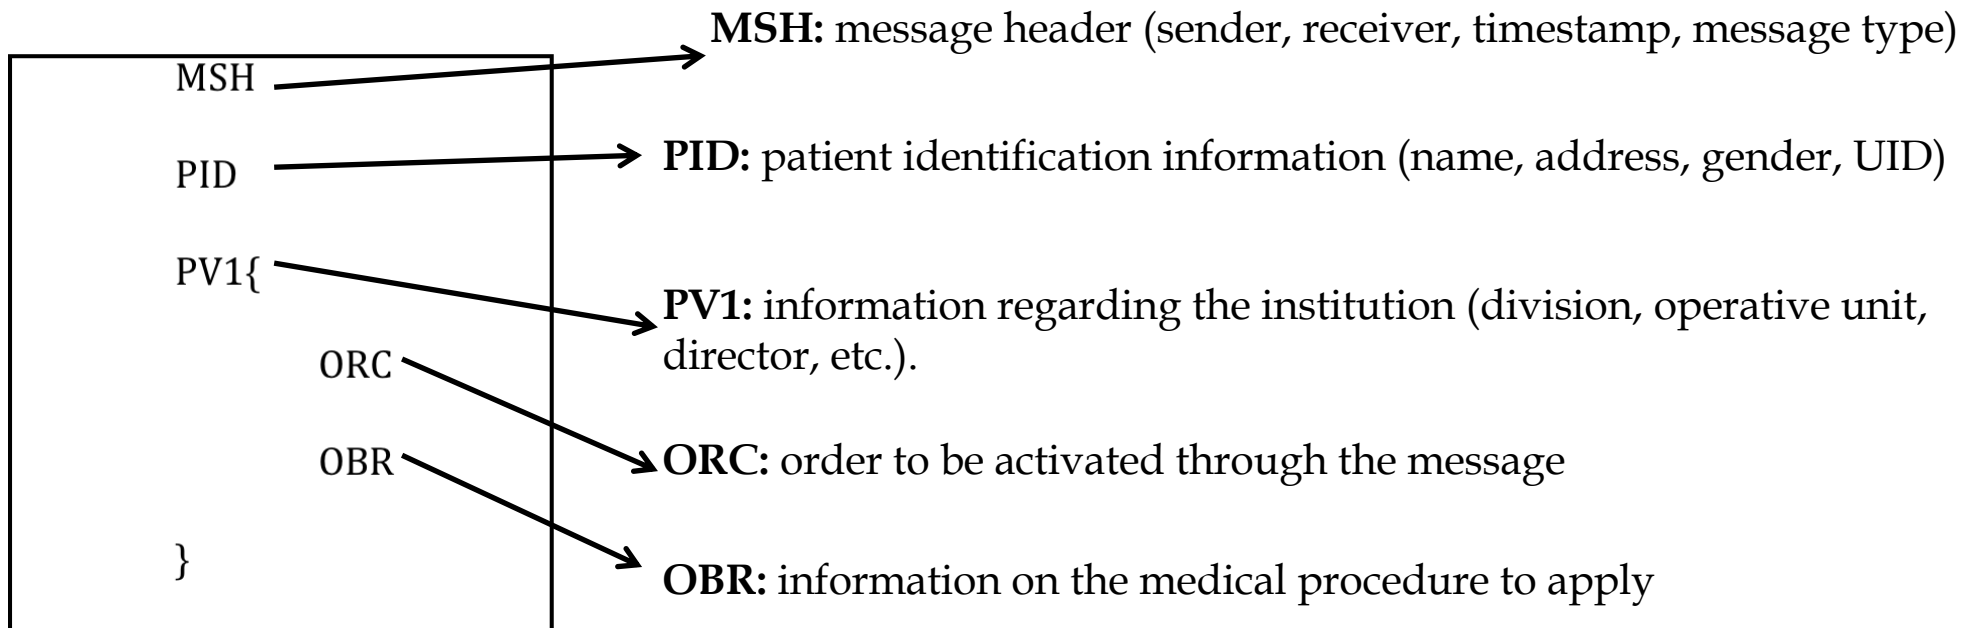 MSH: message header (sender, receiver, timestamp, message type)
MSH
PID
PID: patient identification information (name, address, gender, UID)
PV1{
PV1: information regarding the institution (division, operative unit,
director, etc.).
ORC
ORC: order to be activated through the message
OBR
OBR: information on the medical procedure to apply
}